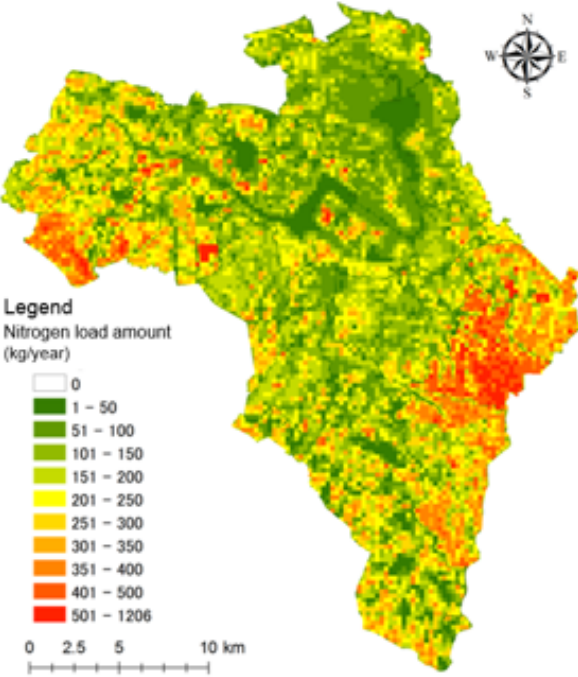 N
W E
S
Legend
Nitrogen load amount
(kg/year)
0
1 - 50
51 - 100
101 - 150
151 - 200
201 - 250
251 - 300
301 - 350
351 - 400
401 - 500
501 - 1206
0 2.5 5 10 km